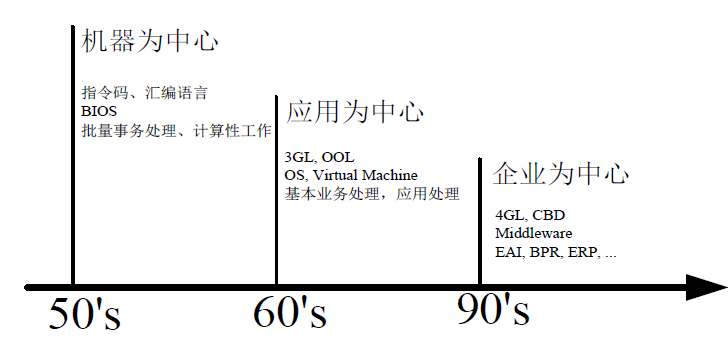 机器为中心
指令码、汇编语言
BIOS
批量事务处理、计算性工作
应用为中心
3GL, OOL
OS, Virtual Machine
基本业务处理，应用处理
企业为中心
4GL, CBD
Middleware
EAI, BPR, ERP, ...
50's
60's
90's